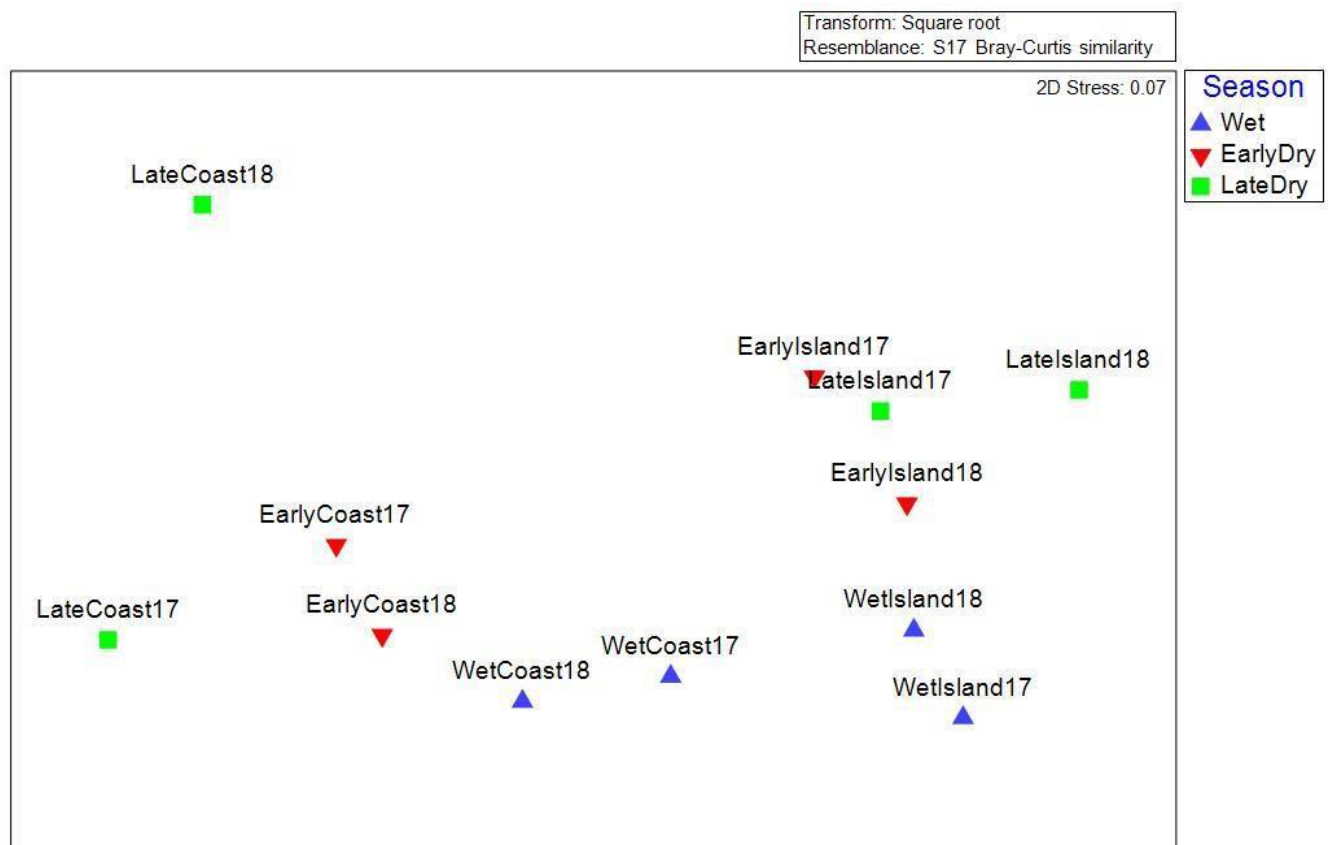 Transform: Square root
Resemblance: S17 Bray-Curtis similarity
2D Stress: 0.07
Season
Wet
EarlyDry
LateDry
LateCoast18
EarlyIsland17
LateIsland17
LateIsland18
EarlyIsland18
EarlyCoast17
LateCoast17
EarlyCoast18
WetIsland18
WetCoast17
WetCoast18
WetIsland17